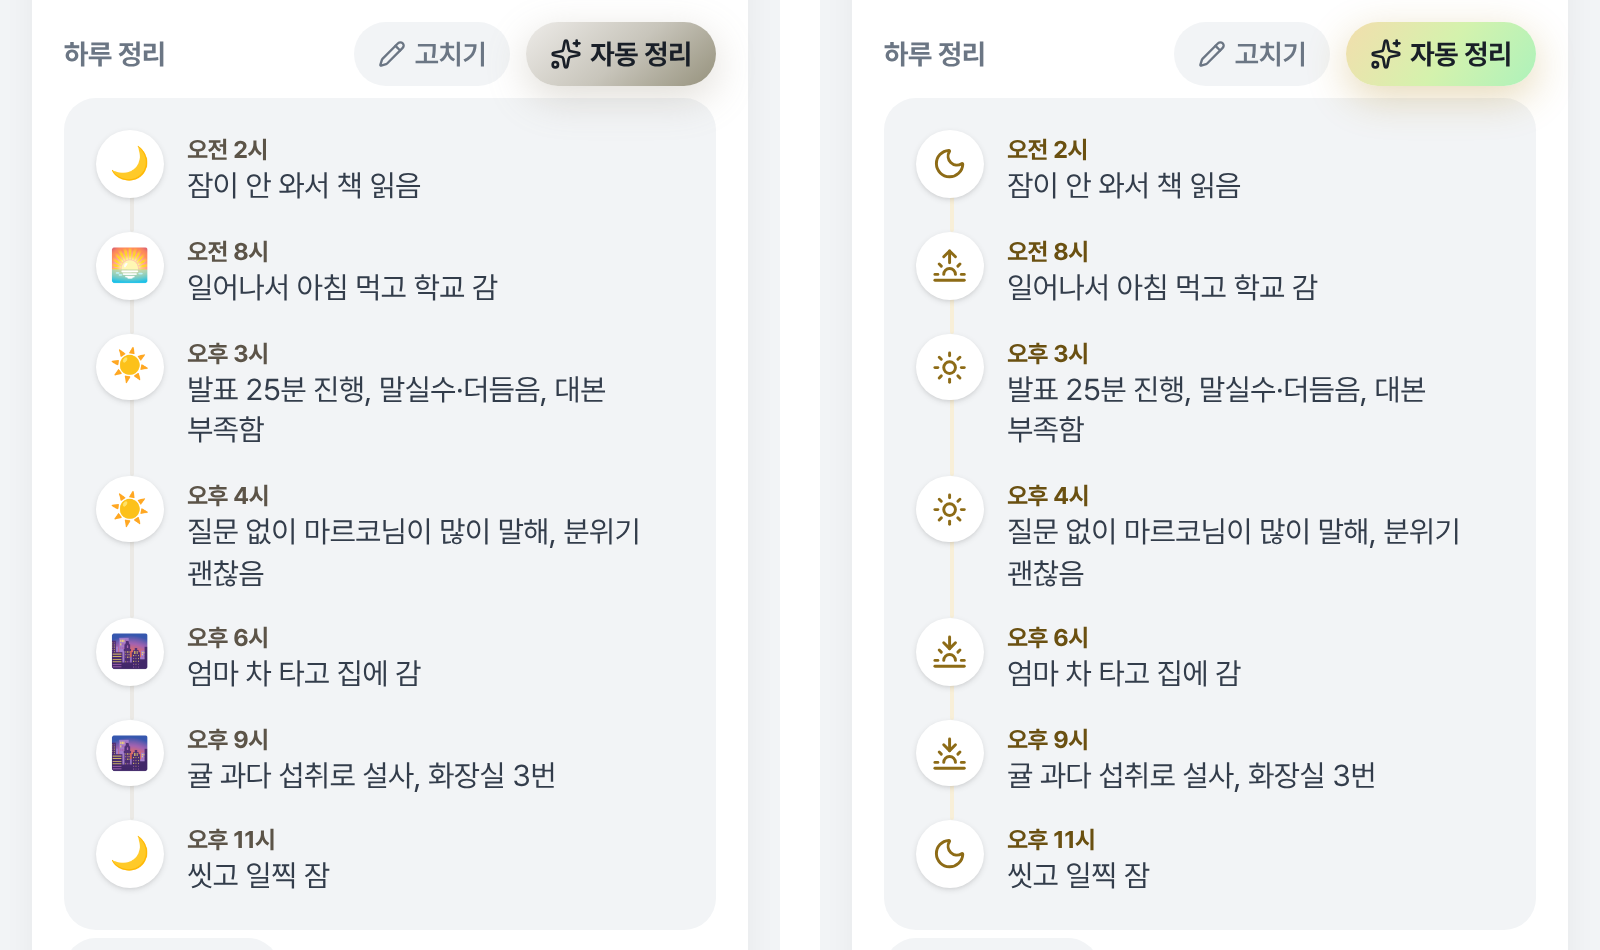 하루 정리
고치기
자동 정리
오전 2시
잠이 안 와서 책 읽음
오전 8시
일어나서 아침 먹고 학교 감
오후 3시
발표 25분 진행, 말실수·더듬음, 대본
부족함
오후 4시
질문 없이 마르코님이 많이 말해, 분위기
괜찮음
오후 6시
엄마 차 타고 집에 감
오후 9시
귤 과다 섭취로 설사, 화장실 3번
오후 11시
씻고 일찍 잠
하루 정리
고치기
자동 정리
오전 2시
잠이 안 와서 책 읽음
오전 8시
일어나서 아침 먹고 학교 감
오후 3시
발표 25분 진행, 말실수·더듬음, 대본
부족함
오후 4시
질문 없이 마르코님이 많이 말해, 분위기
괜찮음
오후 6시
엄마 차 타고 집에 감
오후 9시
귤 과다 섭취로 설사, 화장실 3번
오후 11시
씻고 일찍 잠